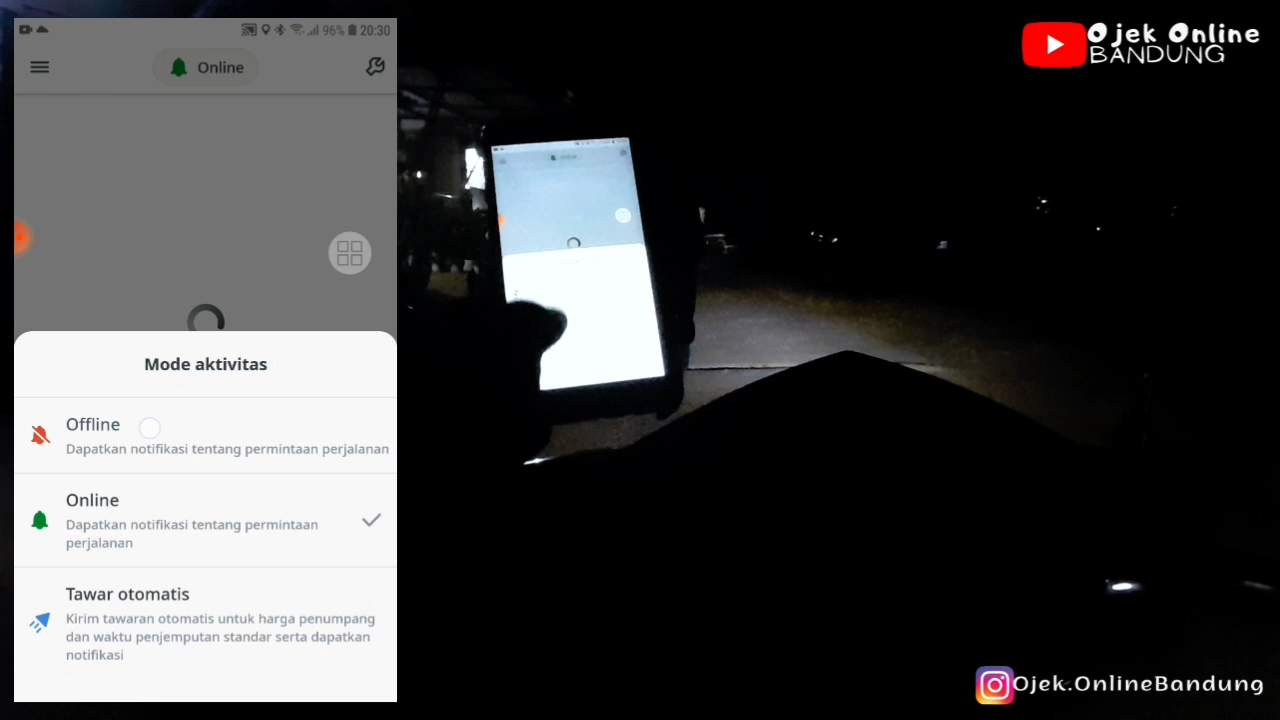 96% 20:30
Online
Mode aktivitas
Offline
Dapatkan notifikasi tentang permintaan perjalanan
Online
Dapatkan notifikasi tentang permintaan
perjalanan
Tawar otomatis
Kirim tawaran otomatis untuk harga penumpang
dan waktu penjemputan standar serta dapatkan
notifikasi
Ojek Online
BANDUNG
Ojek.OnlineBandung